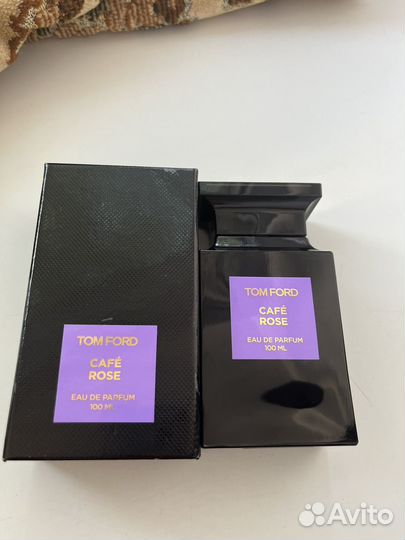 TOM FORD
CAFÉ
ROSE
EAU DE PARFUM
100 ML
TOM FORD
CAFÉ
ROSE
EAU DE PARFUM
100 ML
Avito